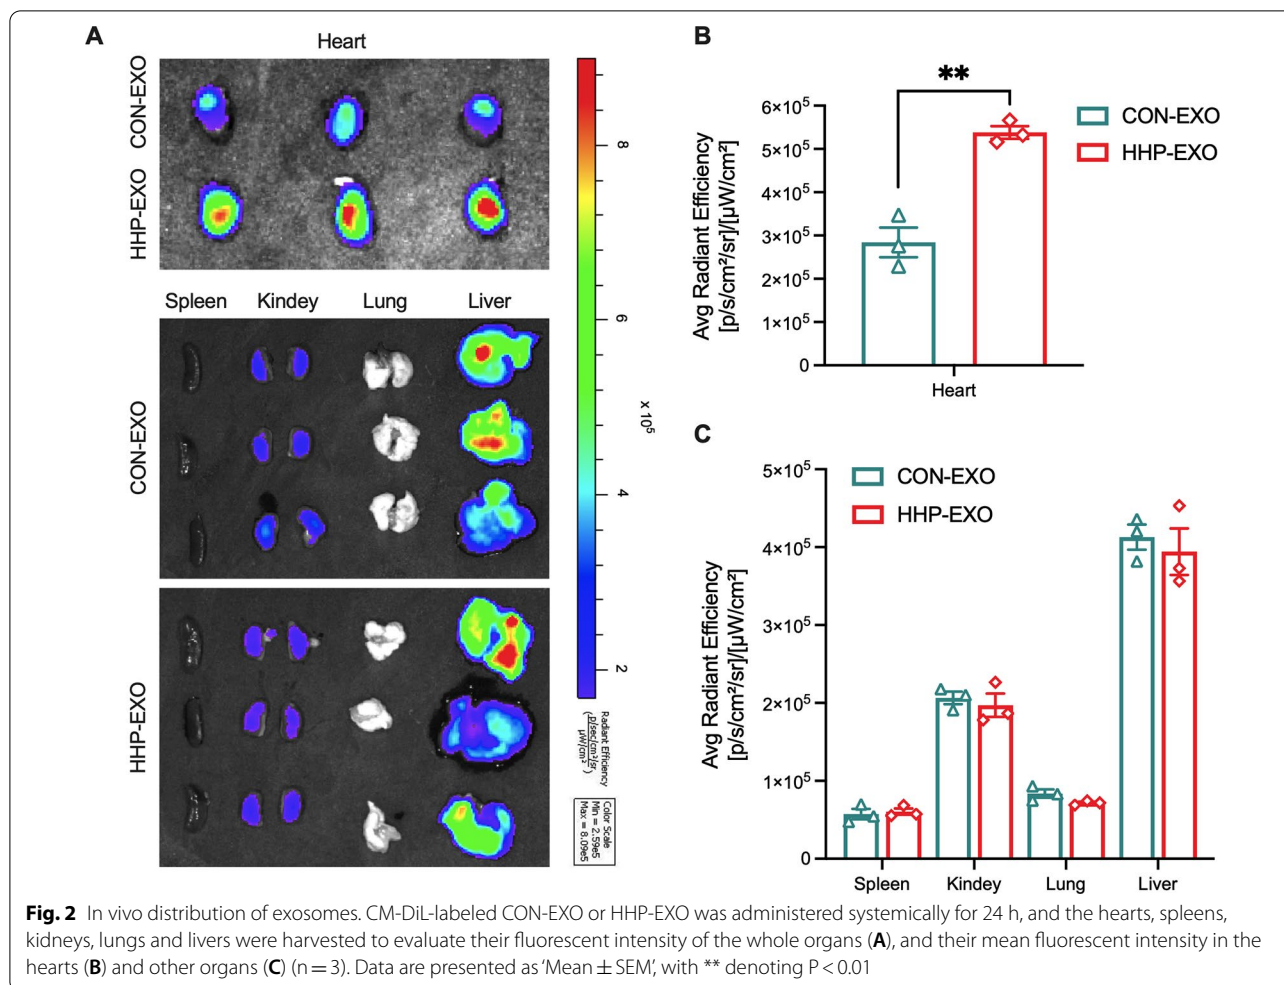 A
Heart
CON-EXO
HHP-EXO
Spleen Kindey Lung Liver
CON-EXO
HHP-EXO
8
6
4
2
x 10⁵
Radiant Efficiency
(p/sec/cm²/sr / µW/cm²)
Color Scale
Min = 2.59e5
Max = 8.09e5
B
**
CON-EXO
HHP-EXO
Avg Radiant Efficiency
[p/s/cm²/sr]/[µW/cm²]
6×10⁵
5×10⁵
4×10⁵
3×10⁵
2×10⁵
1×10⁵
0
Heart
C
CON-EXO
HHP-EXO
Avg Radiant Efficiency
[p/s/cm²/sr]/[µW/cm²]
5×10⁵
4×10⁵
3×10⁵
2×10⁵
1×10⁵
0
Spleen Kindey Lung Liver
Fig. 2 In vivo distribution of exosomes. CM-DiL-labeled CON-EXO or HHP-EXO was administered systemically for 24 h, and the hearts, spleens,
kidneys, lungs and livers were harvested to evaluate their fluorescent intensity of the whole organs (A), and their mean fluorescent intensity in the
hearts (B) and other organs (C) (n = 3). Data are presented as ‘Mean ± SEM’, with ** denoting P < 0.01